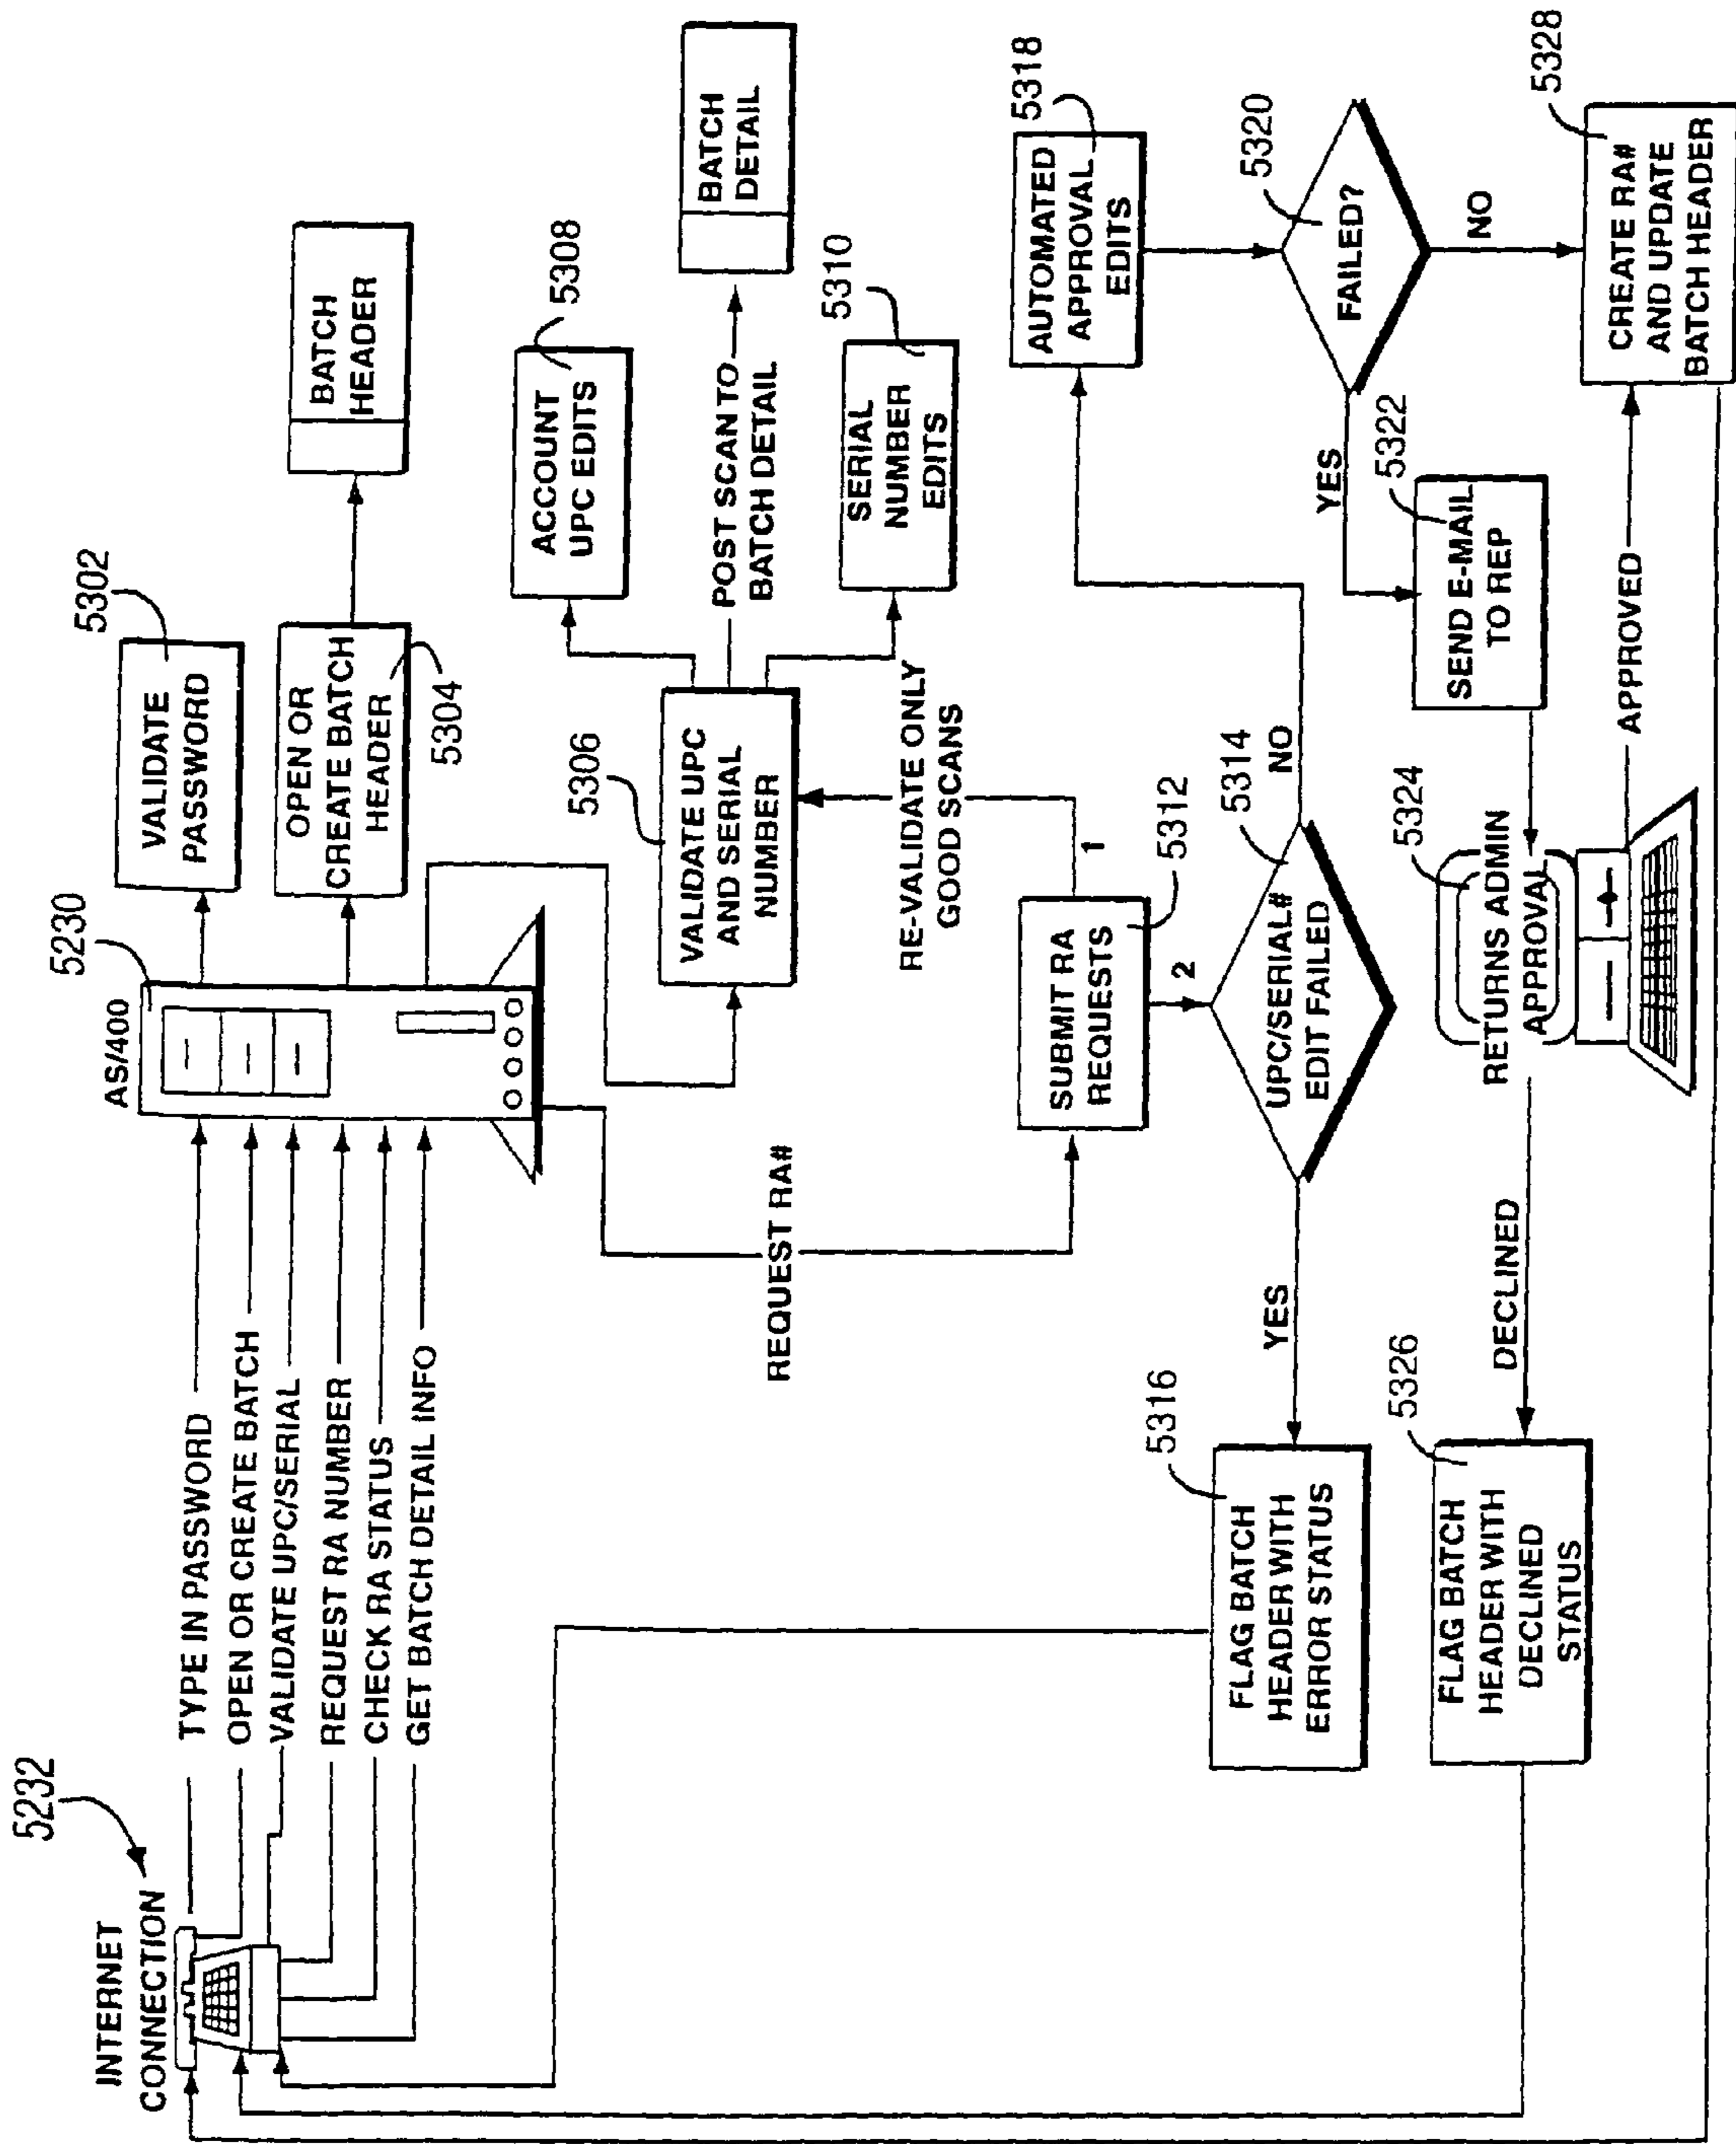 INTERNET
CONNECTION
5232
TYPE IN PASSWORD
OPEN OR CREATE BATCH
VALIDATE UPC/SERIAL
REQUEST RA NUMBER
CHECK RA STATUS
GET BATCH DETAIL INFO
AS/400
5230
VALIDATE
PASSWORD
5302
OPEN OR
CREATE BATCH
HEADER
5304
BATCH
HEADER
5306
VALIDATE UPC
AND SERIAL
NUMBER
ACCOUNT
UPC EDITS
5308
POST SCAN TO
BATCH DETAIL
BATCH
DETAIL
SERIAL
NUMBER
EDITS
5310
REQUEST RA#
RE-VALIDATE ONLY
GOOD SCANS
1
SUBMIT RA
REQUESTS
5312
2
UPC/SERIAL#
EDIT FAILED
5314
YES
NO
5316
FLAG BATCH
HEADER WITH
ERROR STATUS
AUTOMATED
APPROVAL
EDITS
5318
FAILED?
5320
YES
NO
SEND E-MAIL
TO REP
5322
RETURNS ADMIN
APPROVAL
5324
DECLINED
APPROVED
5326
FLAG BATCH
HEADER WITH
DECLINED
STATUS
CREATE RA#
AND UPDATE
BATCH HEADER
5328